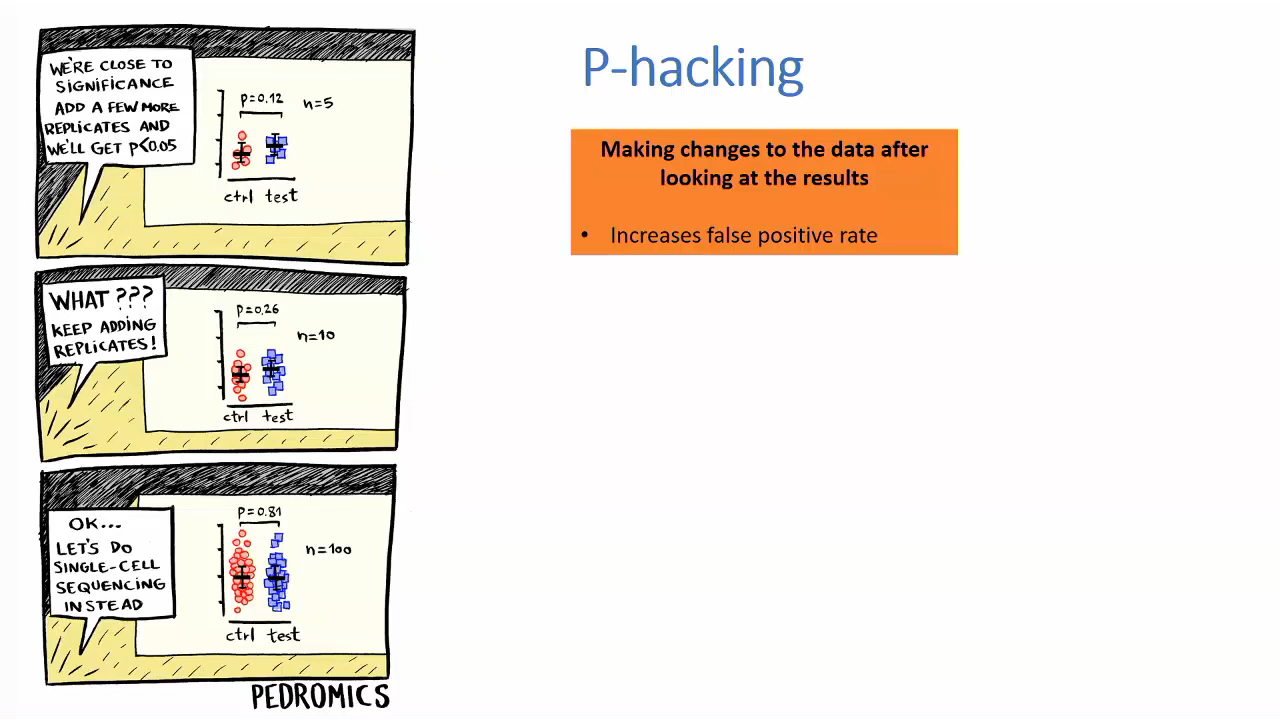 WE'RE CLOSE TO
SIGNIFICANCE
ADD A FEW MORE
REPLICATES AND
WE'LL GET P<0.05
P=0.12
n=5
ctrl test
WHAT ???
KEEP ADDING
REPLICATES!
P=0.26
n=10
ctrl test
OK...
LET'S DO
SINGLE-CELL
SEQUENCING
INSTEAD
P=0.81
n=100
ctrl test
PEDROMICS
P-hacking
Making changes to the data after
looking at the results
• Increases false positive rate